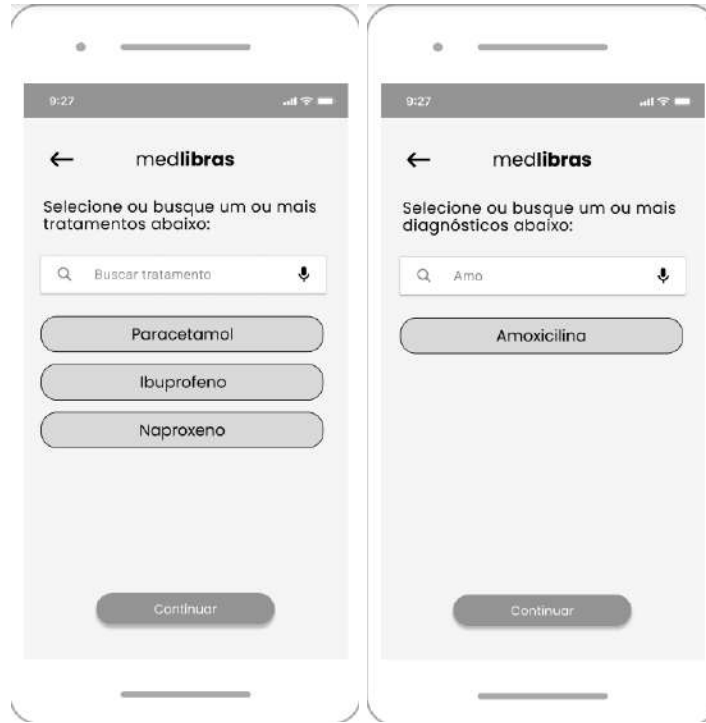 9:27
medlibras
Selecione ou busque um ou mais
tratamentos abaixo:
Buscar tratamento
Paracetamol
Ibuprofeno
Naproxeno
Continuar
9:27
medlibras
Selecione ou busque um ou mais
diagnósticos abaixo:
Amo
Amoxicilina
Continuar